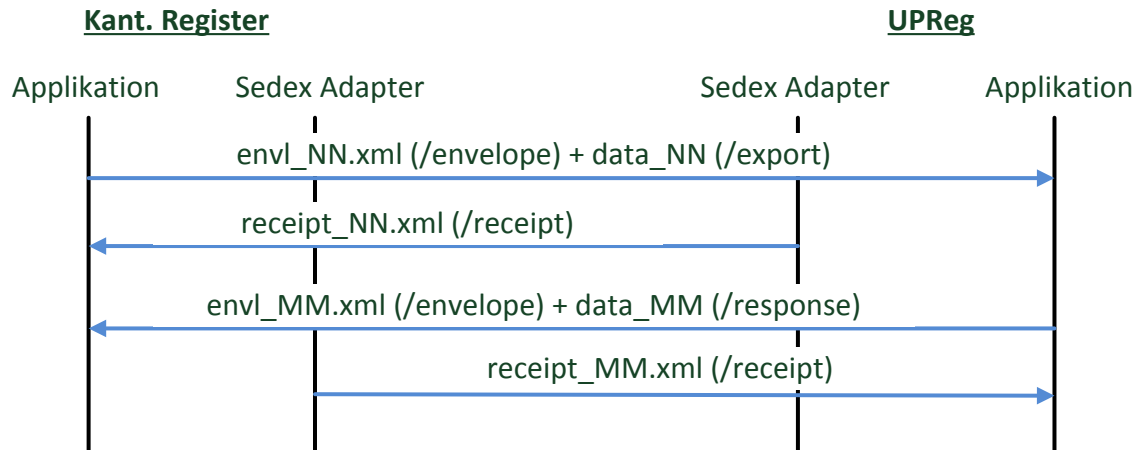 Kant. Register
UPReg
Applikation
Sedex Adapter
Sedex Adapter
Applikation
envl_NN.xml (/envelope) + data_NN (/export)
receipt_NN.xml (/receipt)
envl_MM.xml (/envelope) + data_MM (/response)
receipt_MM.xml (/receipt)